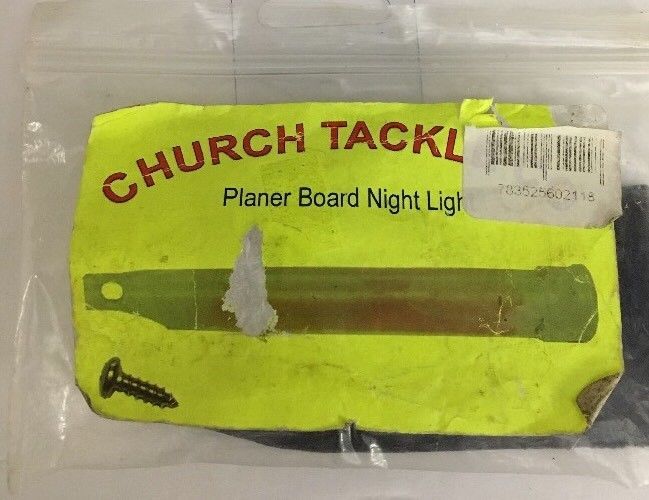 CHURCH TACKL
Planer Board Night Ligh
783525602118